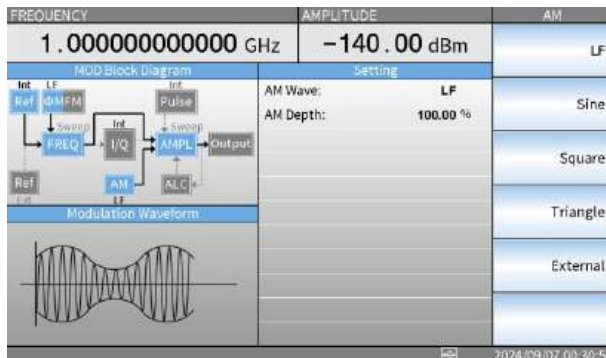 FREQUENCY
AMPLITUDE
AM
1.000000000000 GHz
-140.00 dBm
LF
MOD Block Diagram
Setting
Int
LF
Int
Ref
ΦM
FM
Pulse
AM Wave:
LF
Sine
Sweep
Int
Sweep
AM Depth:
100.00 %
FREQ
I/Q
AMPL
Output
Square
Ref
AM
ALC
Ext
LF
Modulation Waveform
Triangle
External
2024/09/07 00:30:5